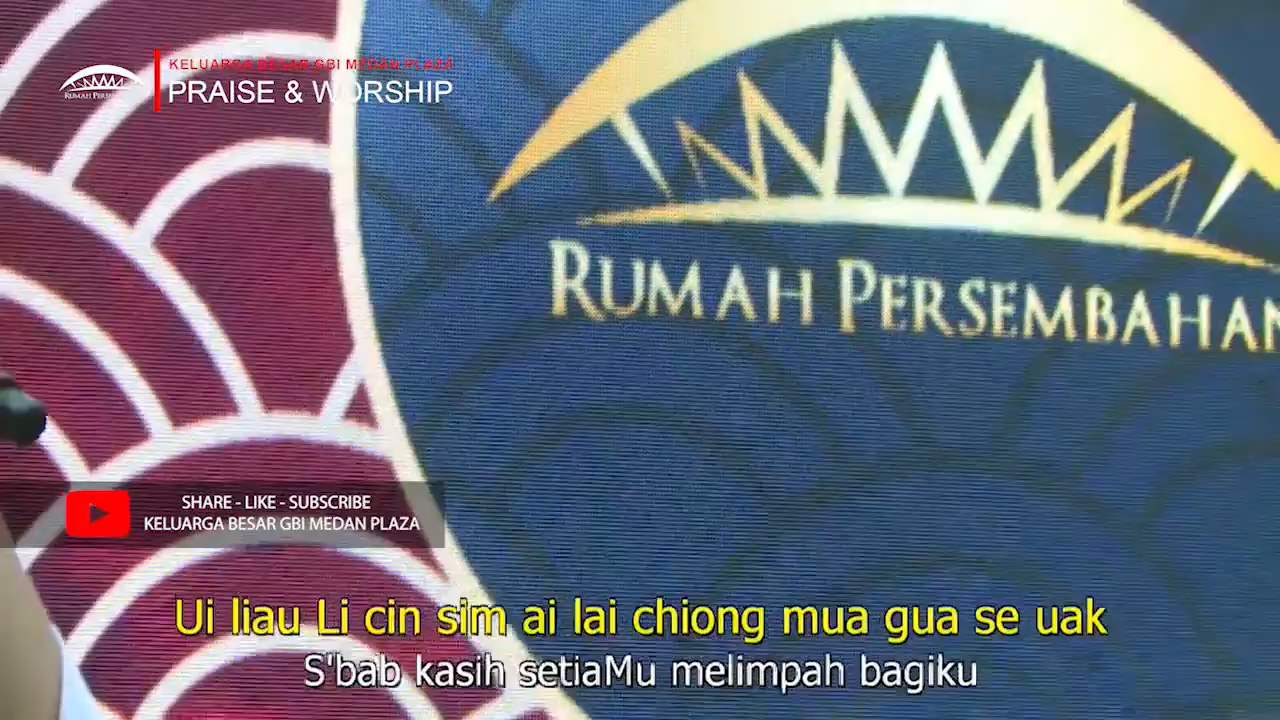 KELUARGA BESAR GBI MEDAN PLAZA
PRAISE & WORSHIP
RUMAH PERSEMBAHAN
SHARE - LIKE - SUBSCRIBE
KELUARGA BESAR GBI MEDAN PLAZA
Ui liau Li cin sim ai lai chiong mua gua se uak
S'bab kasih setiaMu melimpah bagiku